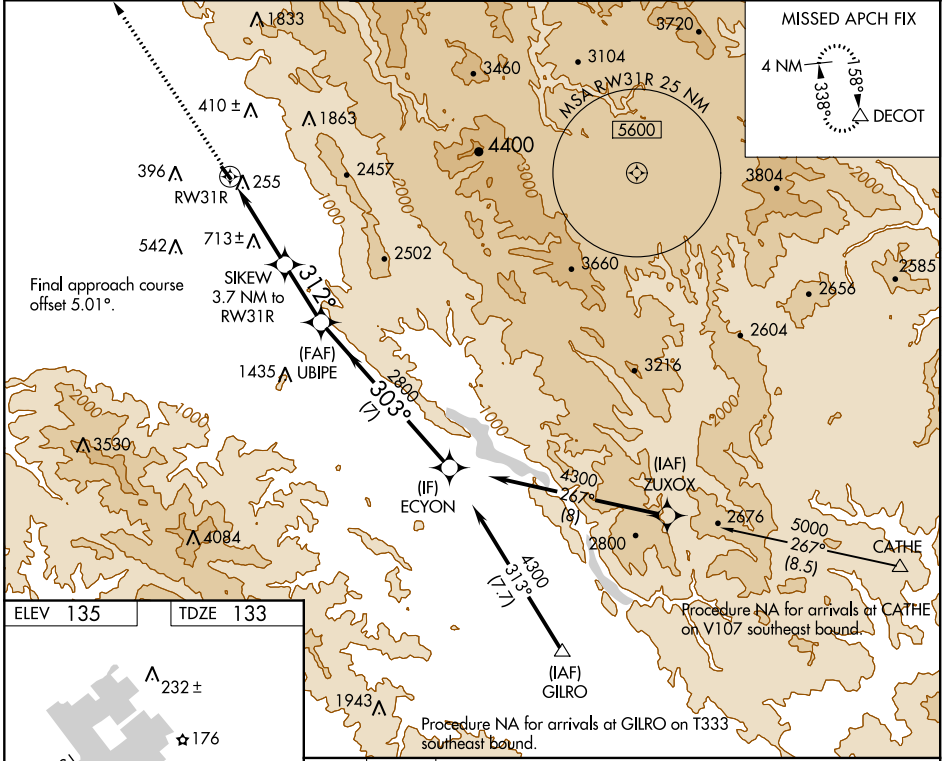 1833
3720
MISSED APCH FIX
3104
3460
4 NM
158°
338°
DECOT
MSA RW31R 25 NM
5600
410 ±
1863
1000
4400
396
255
RW31R
2457
3804
713 ±
542
2502
SIKEW
3.7 NM to
RW31R
312°
3660
2585
2656
Final approach course
offset 5.01°.
2604
(FAF)
UBIPE
1435
2800
303°
(7)
3216
2000
1000
2000
1000
3530
(IF)
ECYON
4300
267°
(8)
(IAF)
ZUXOX
2676
5000
267°
(8.5)
CATHE
2800
4084
4300
313°
(7.7)
Procedure NA for arrivals at CATHE
on V107 southeast bound.
ELEV 135
TDZE 133
(IAF)
GILRO
232 ±
1943
176
Procedure NA for arrivals at GILRO on T333
southeast bound.